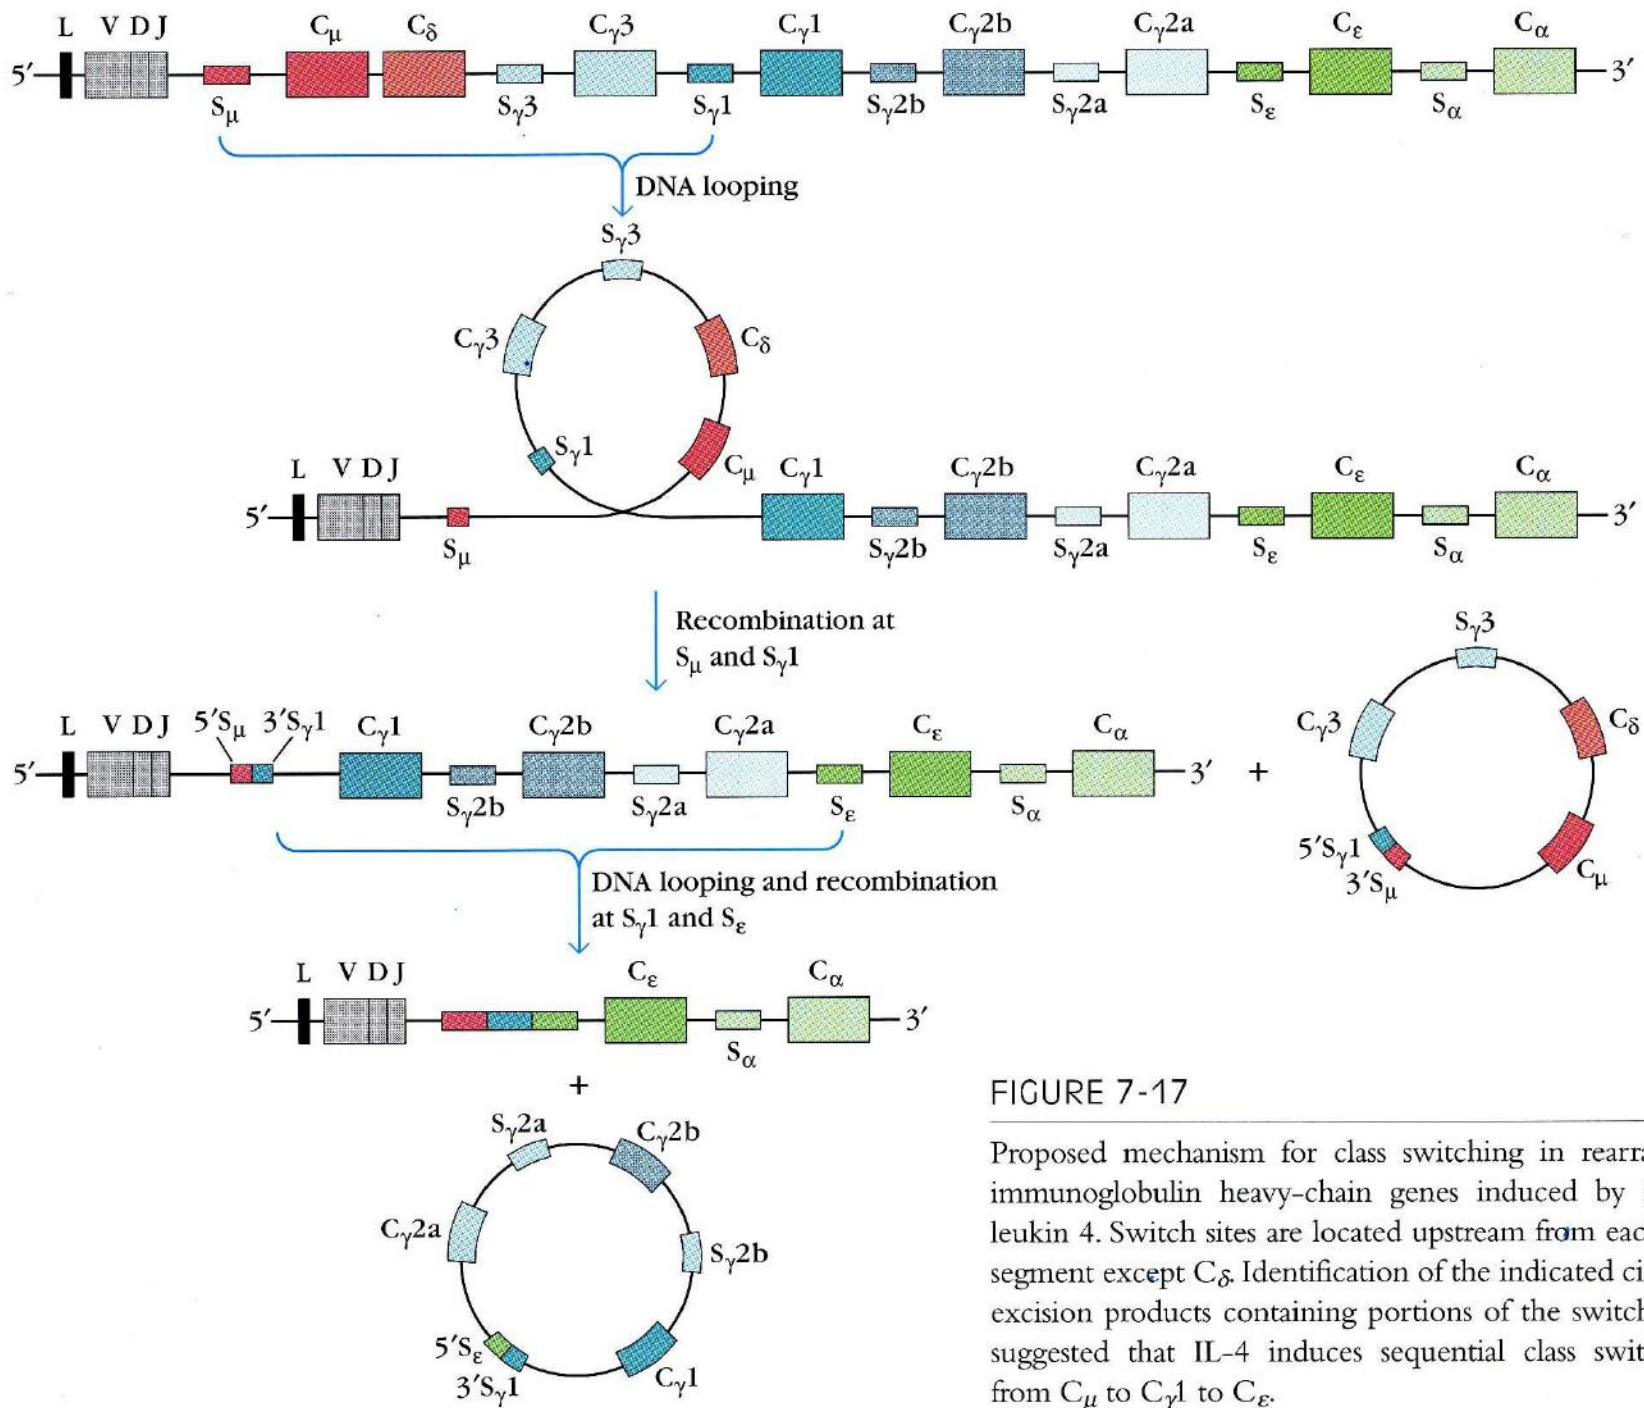 L V D J Cμ Cδ Cγ3 Cγ1 Cγ2b Cγ2a Cε Cα
5′ 3′
Sμ Sγ3 Sγ1 Sγ2b Sγ2a Sε Sα
DNA looping
Sγ3
Cγ3 Cδ
Sγ1 Cμ
L V D J Cγ1 Cγ2b Cγ2a Cε Cα
5′ 3′
Sμ Sγ2b Sγ2a Sε Sα
Recombination at
Sμ and Sγ1
L V D J 5′Sμ 3′Sγ1 Cγ1 Cγ2b Cγ2a Cε Cα
5′ 3′ +
Sγ2b Sγ2a Sε Sα
Sγ3
Cγ3 Cδ
5′Sγ1
3′Sμ Cμ
DNA looping and recombination
at Sγ1 and Sε
L V D J Cε Cα
5′ 3′
Sα
+
Sγ2a Cγ2b
Cγ2a Sγ2b
5′Sε
3′Sγ1 Cγ1
FIGURE 7-17
Proposed mechanism for class switching in
immunoglobulin heavy-chain genes induced by
leukin 4. Switch sites are located upstream from
segment except Cδ. Identification of the indicated
excision products containing portions of the switch
suggested that IL-4 induces sequential class
from Cμ to Cγ1 to Cε.